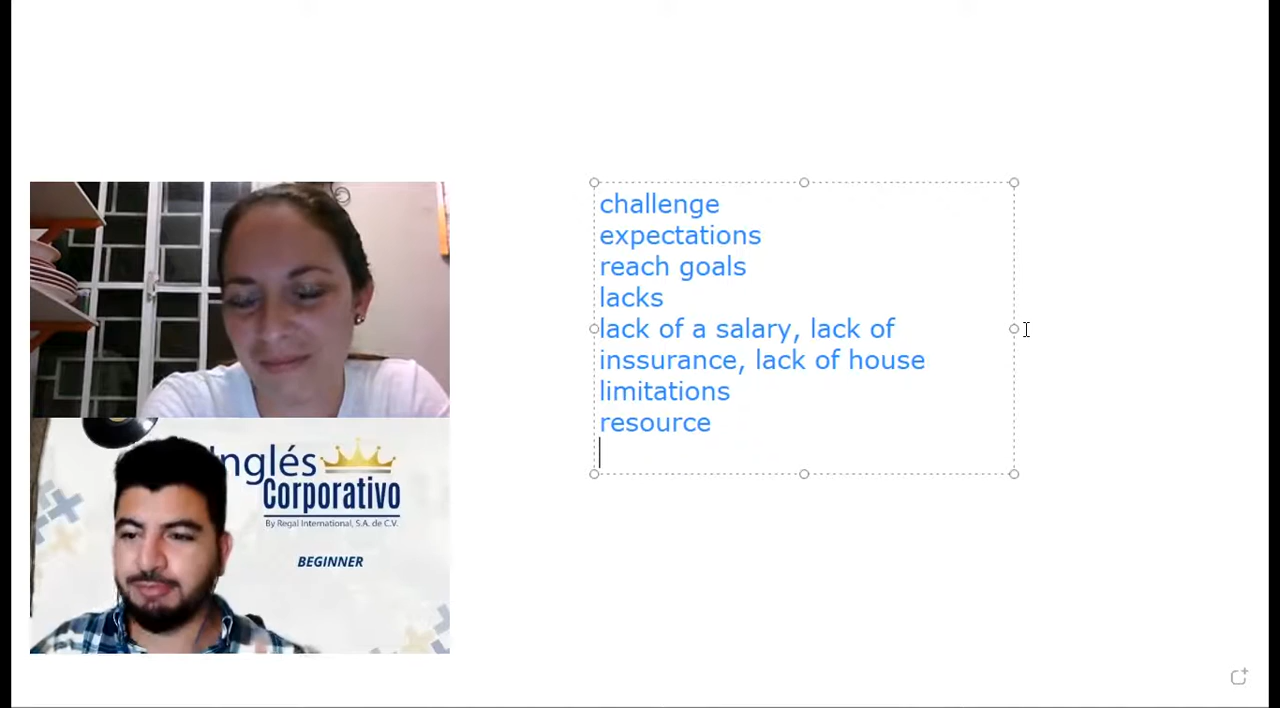 challenge
expectations
reach goals
lacks
lack of a salary, lack of
inssurance, lack of house
limitations
resource
Inglés
Corporativo
By Regal International, S.A. de C.V.
BEGINNER